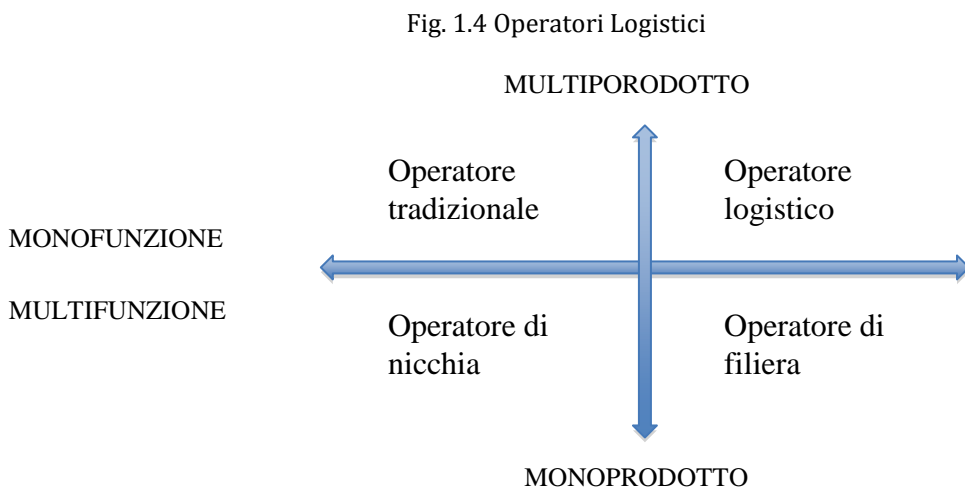 Fig. 1.4 Operatori Logistici
MULTIPORODOTTO
Operatore
tradizionale
Operatore
logistico
MONOFUNZIONE
MULTIFUNZIONE
Operatore di
nicchia
Operatore di
filiera
MONOPRODOTTO